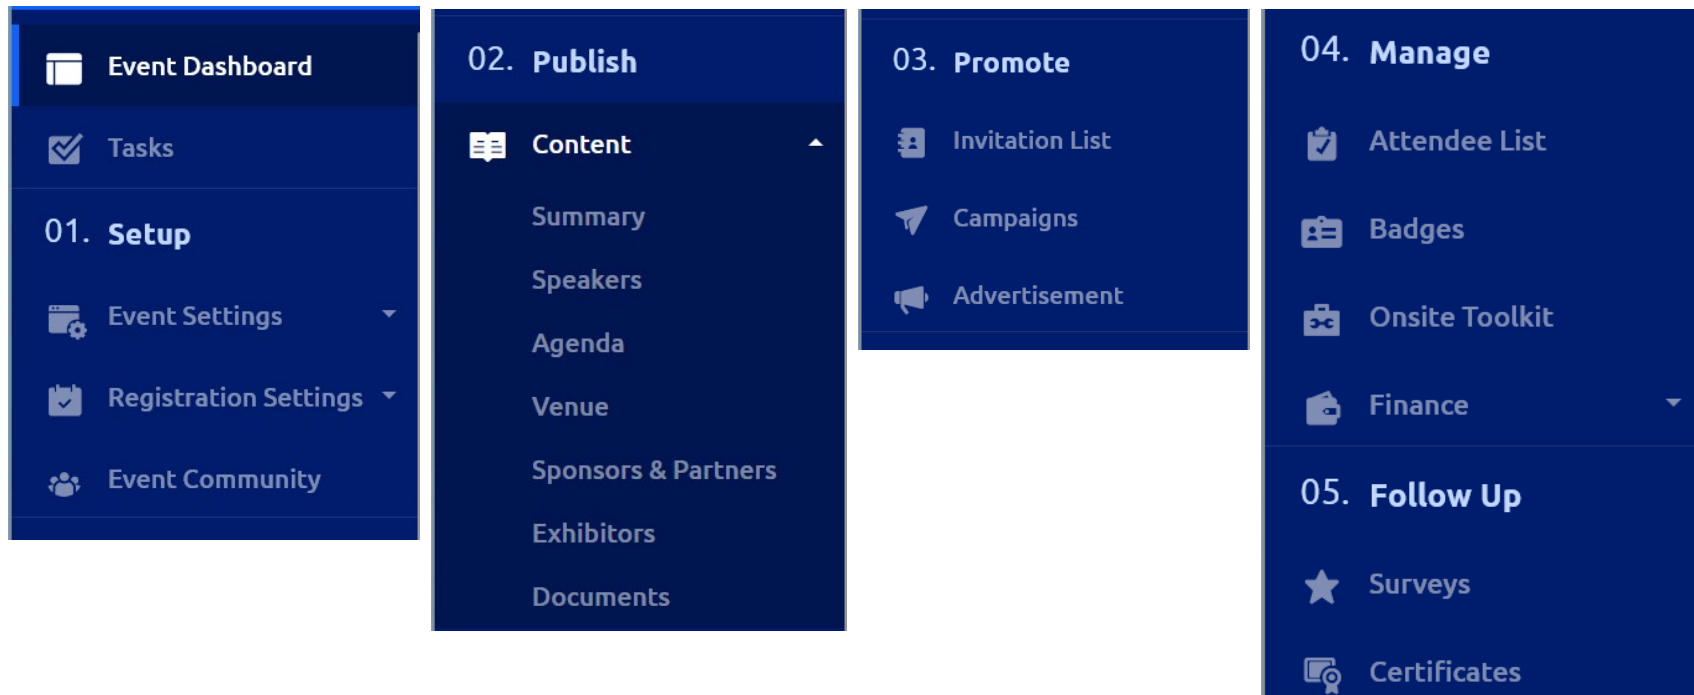 Event Dashboard
Tasks
01. Setup
Event Settings
Registration Settings
Event Community
02. Publish
Content
Summary
Speakers
Agenda
Venue
Sponsors & Partners
Exhibitors
Documents
03. Promote
Invitation List
Campaigns
Advertisement
04. Manage
Attendee List
Badges
Onsite Toolkit
Finance
05. Follow Up
Surveys
Certificates